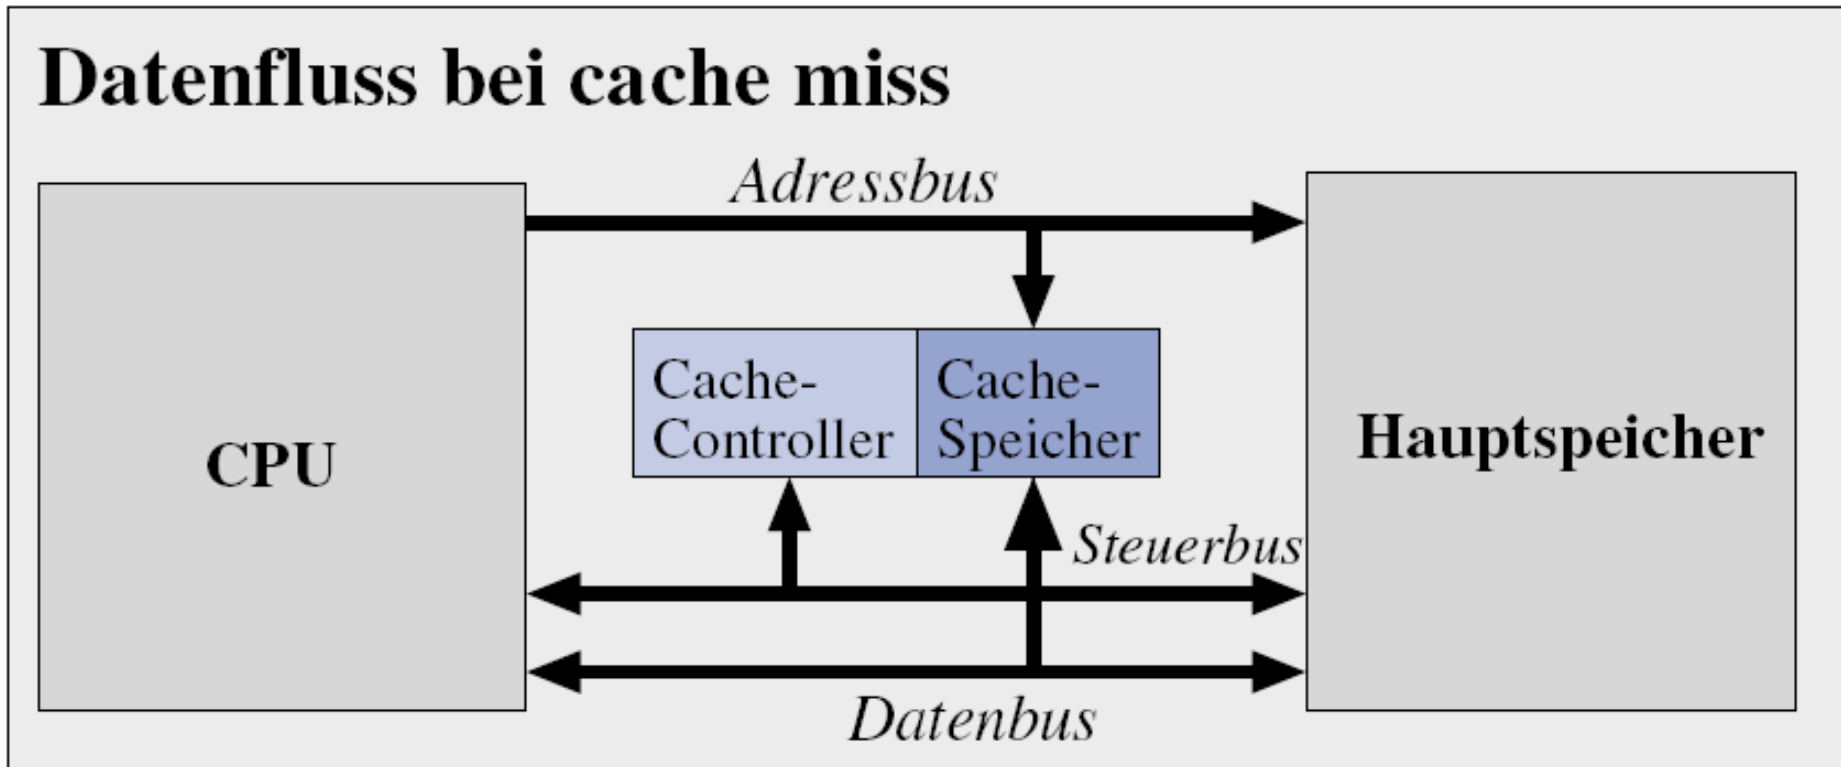 Datenfluss bei cache miss
Adressbus
Cache-
Controller
Cache-
Speicher
CPU
Hauptspeicher
Steuerbus
Datenbus